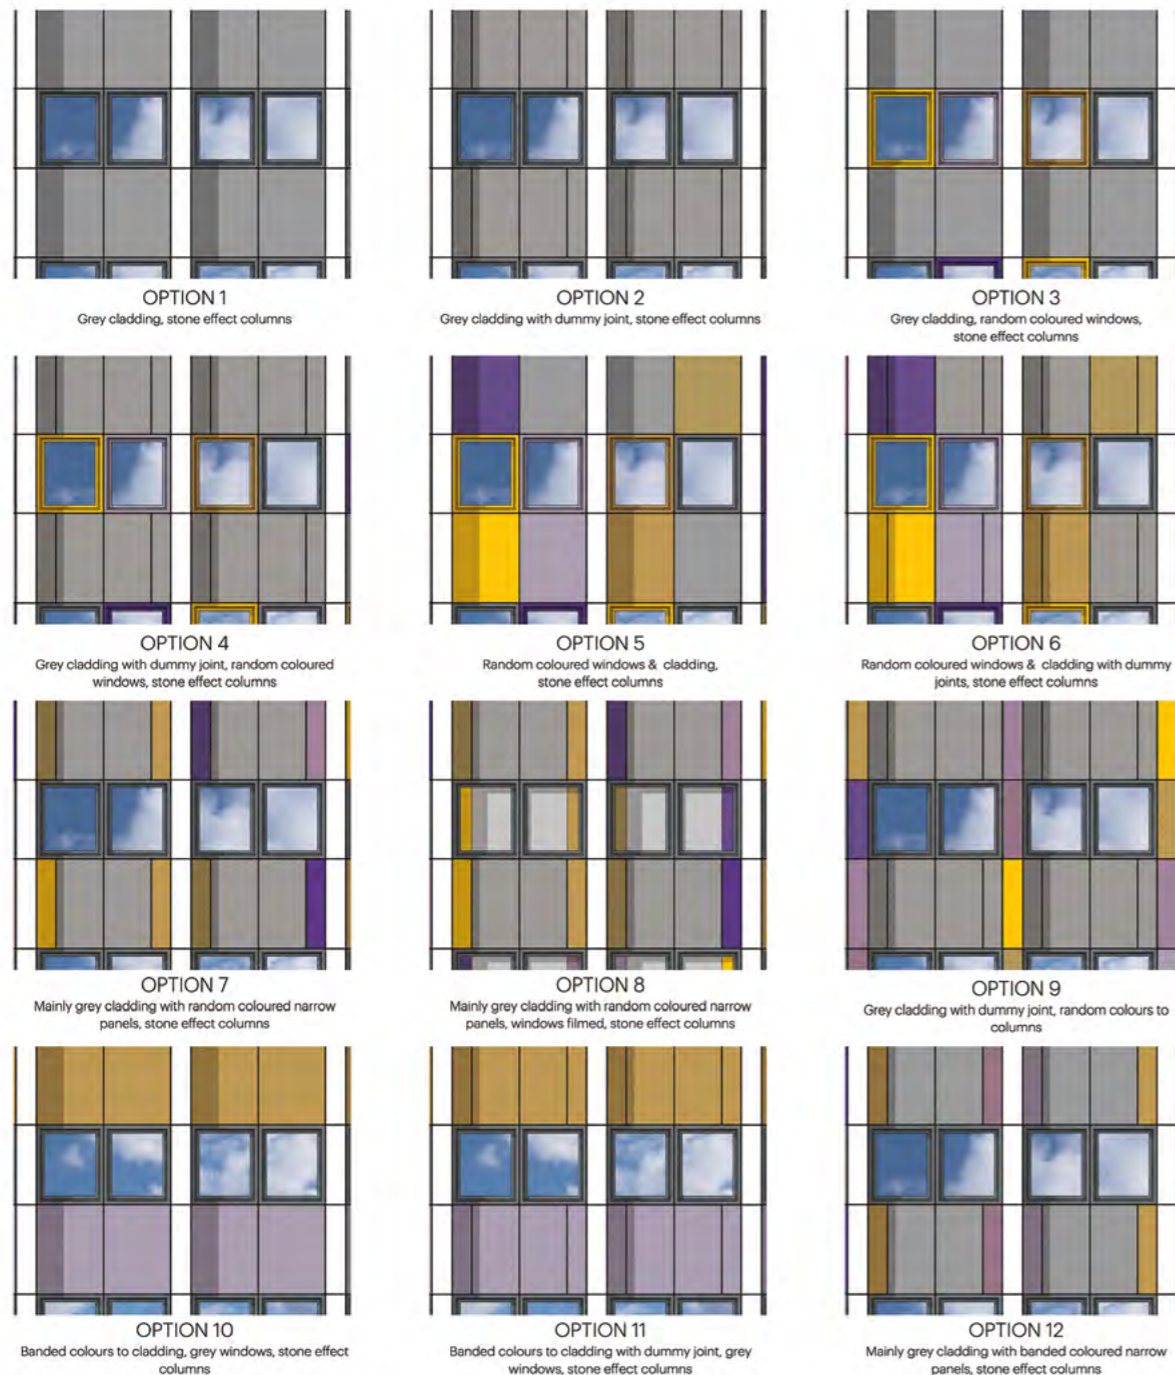 OPTION 1
Grey cladding, stone effect columns
OPTION 2
Grey cladding with dummy joint, stone effect columns
OPTION 3
Grey cladding, random coloured windows,
stone effect columns
OPTION 4
Grey cladding with dummy joint, random coloured
windows, stone effect columns
OPTION 5
Random coloured windows & cladding,
stone effect columns
OPTION 6
Random coloured windows & cladding with dummy
joints, stone effect columns
OPTION 7
Mainly grey cladding with random coloured narrow
panels, stone effect columns
OPTION 8
Mainly grey cladding with random coloured narrow
panels, windows filmed, stone effect columns
OPTION 9
Grey cladding with dummy joint, random colours to
columns
OPTION 10
Banded colours to cladding, grey windows, stone effect
columns
OPTION 11
Banded colours to cladding with dummy joint, grey
windows, stone effect columns
OPTION 12
Mainly grey cladding with banded coloured narrow
panels, stone effect columns